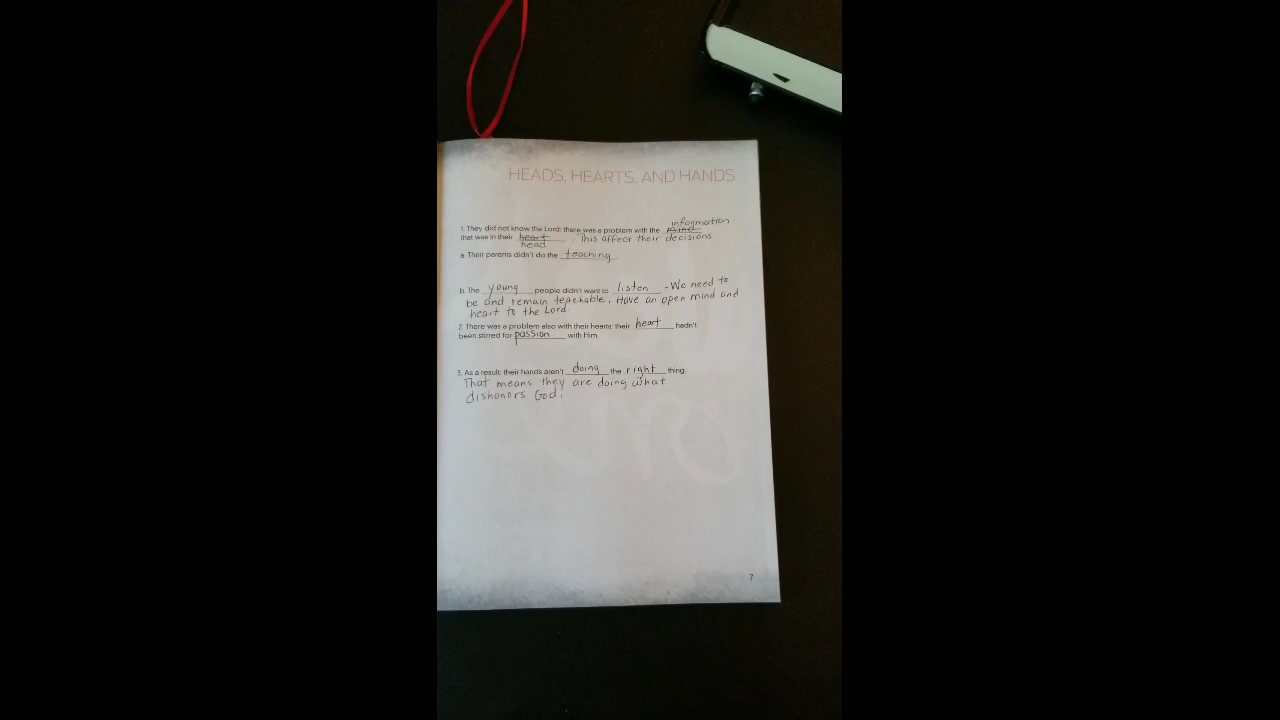 HEADS, HEARTS, AND HANDS
information
1. They did not know the Lord: there was a problem with the mind
that was in their heart . This affect their decisions
head
a. Their parents didn't do the teaching
b. The young people didn't want to listen - We need to
be and remain teachable. Have an open mind and
heart to the Lord.
2. There was a problem also with their hearts: their heart hadn't
been stirred for passion with Him.
3. As a result: their hands aren't doing the right thing.
That means they are doing what
dishonors God.
7